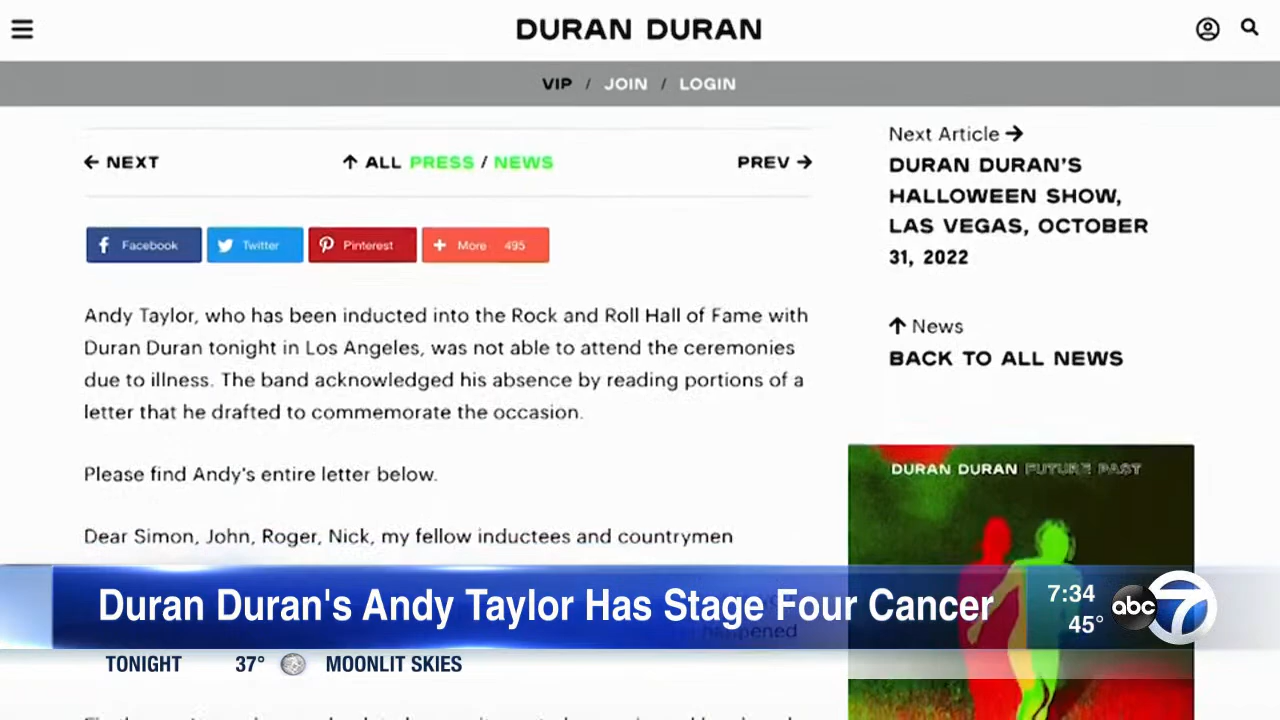 DURAN DURAN
VIP / JOIN / LOGIN
← NEXT
↑ ALL PRESS / NEWS
PREV →
Facebook
Twitter
Pinterest
+ More 495
Andy Taylor, who has been inducted into the Rock and Roll Hall of Fame with
Duran Duran tonight in Los Angeles, was not able to attend the ceremonies
due to illness. The band acknowledged his absence by reading portions of a
letter that he drafted to commemorate the occasion.
Please find Andy's entire letter below.
Dear Simon, John, Roger, Nick, my fellow inductees and countrymen
Next Article →
DURAN DURAN'S
HALLOWEEN SHOW,
LAS VEGAS, OCTOBER
31, 2022
↑ News
BACK TO ALL NEWS
DURAN DURAN FUTURE PAST
Duran Duran's Andy Taylor Has Stage Four Cancer
happened
7:34
45°
abc 7
TONIGHT 37° MOONLIT SKIES